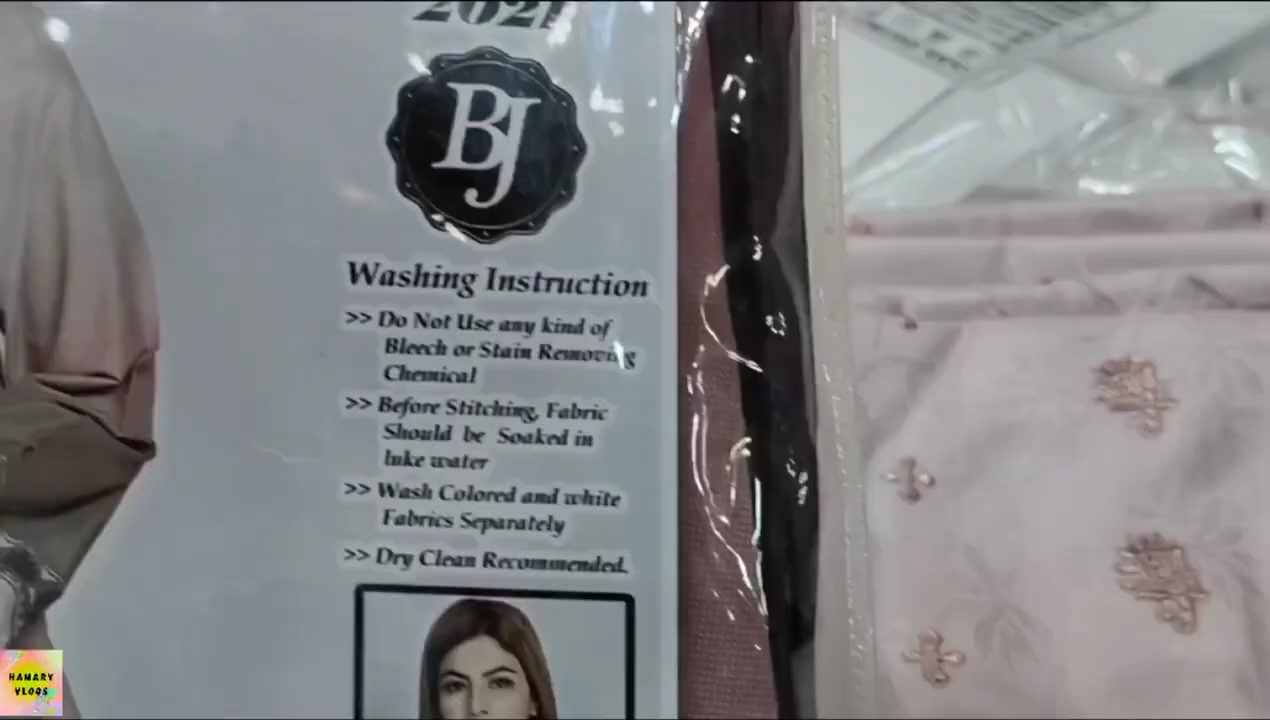 2021
BJ
Washing Instruction
>> Do Not Use any kind of
Bleech or Stain Removing
Chemical
>> Before Stitching, Fabric
Should be Soaked in
luke water
>> Wash Colored and white
Fabrics Separately
>> Dry Clean Recommended.
HAMARY
VLOGS